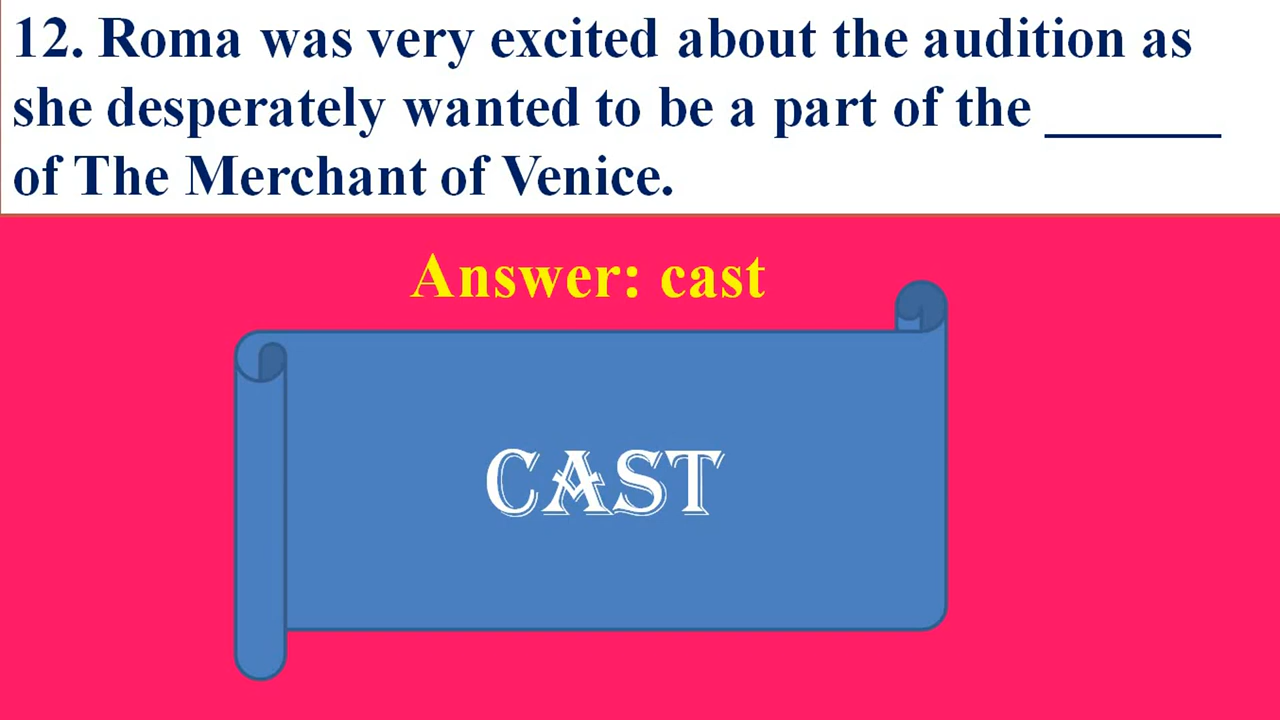 12. Roma was very excited about the audition as
she desperately wanted to be a part of the ______
of The Merchant of Venice.
Answer: cast
CAST